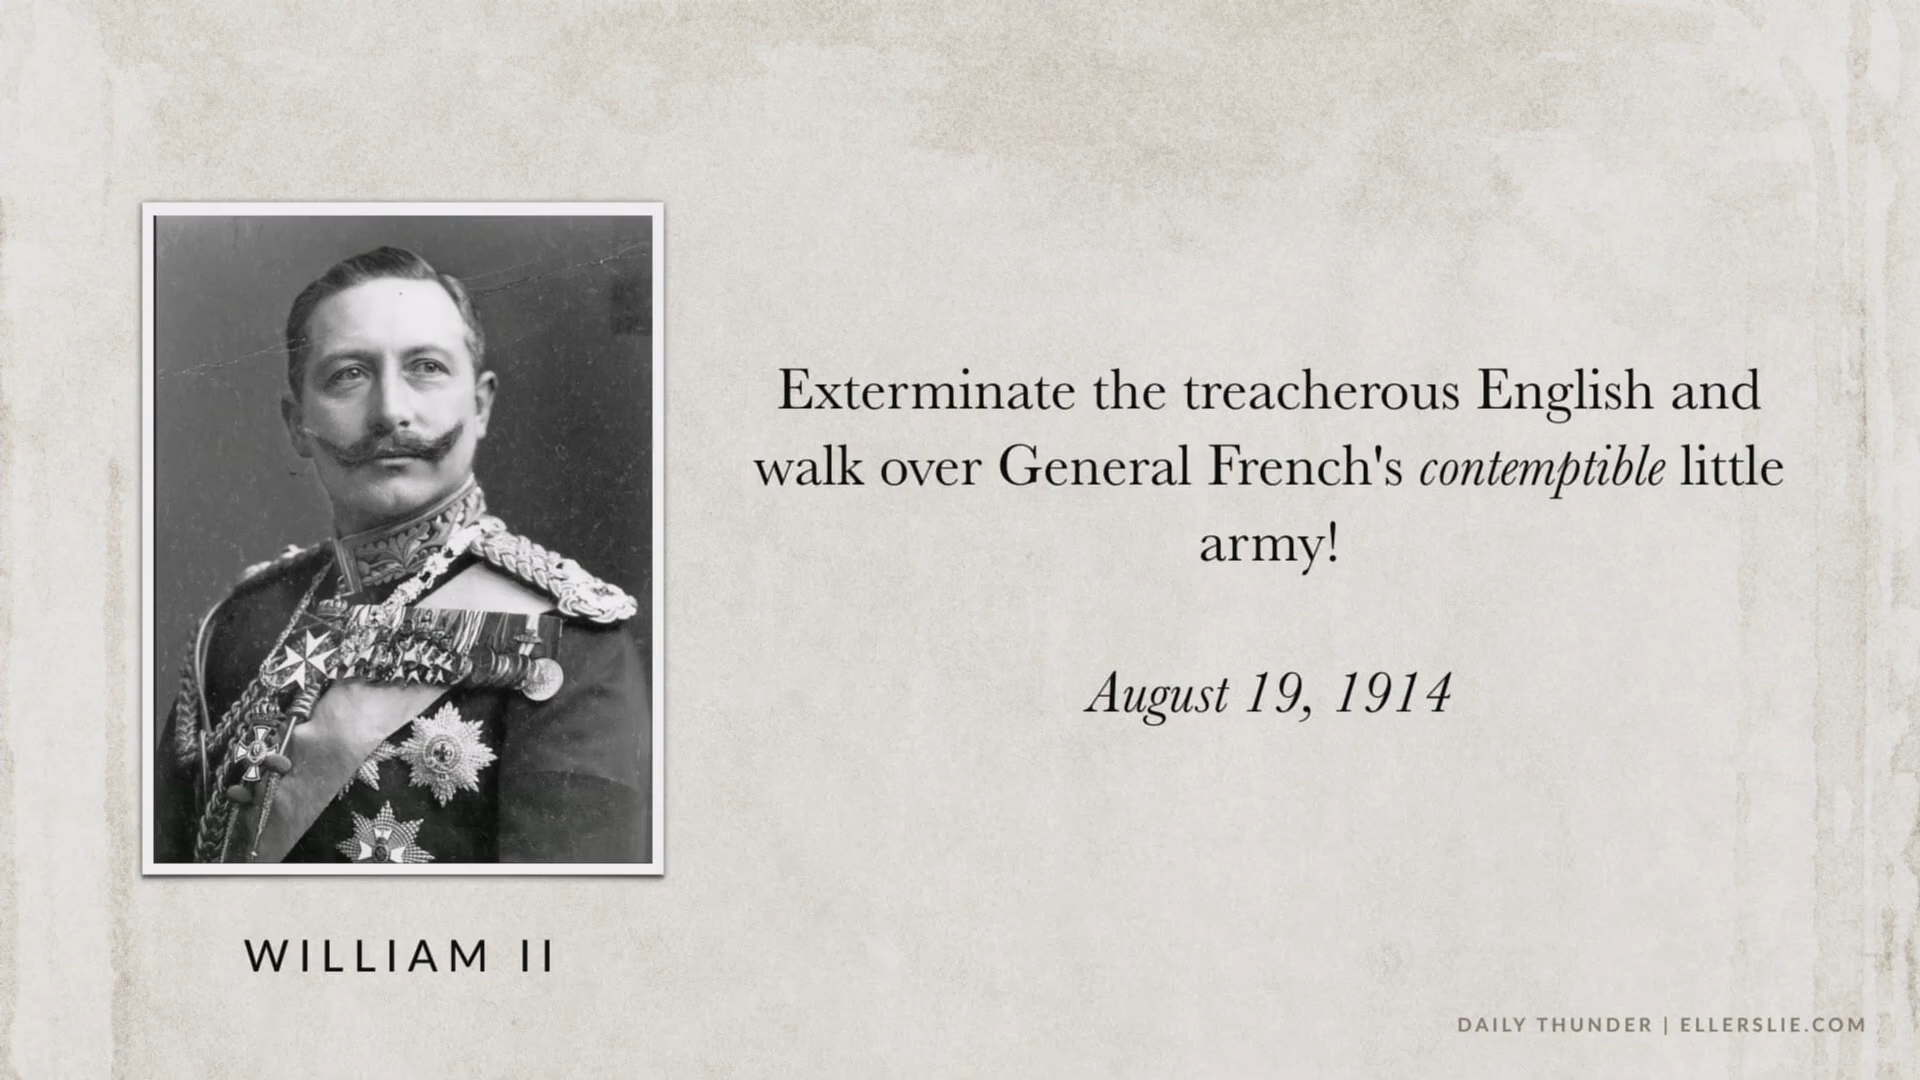 Exterminate the treacherous English and
walk over General French's contemptible little
army!
August 19, 1914
WILLIAM II
DAILY THUNDER | ELLERSLIE.COM